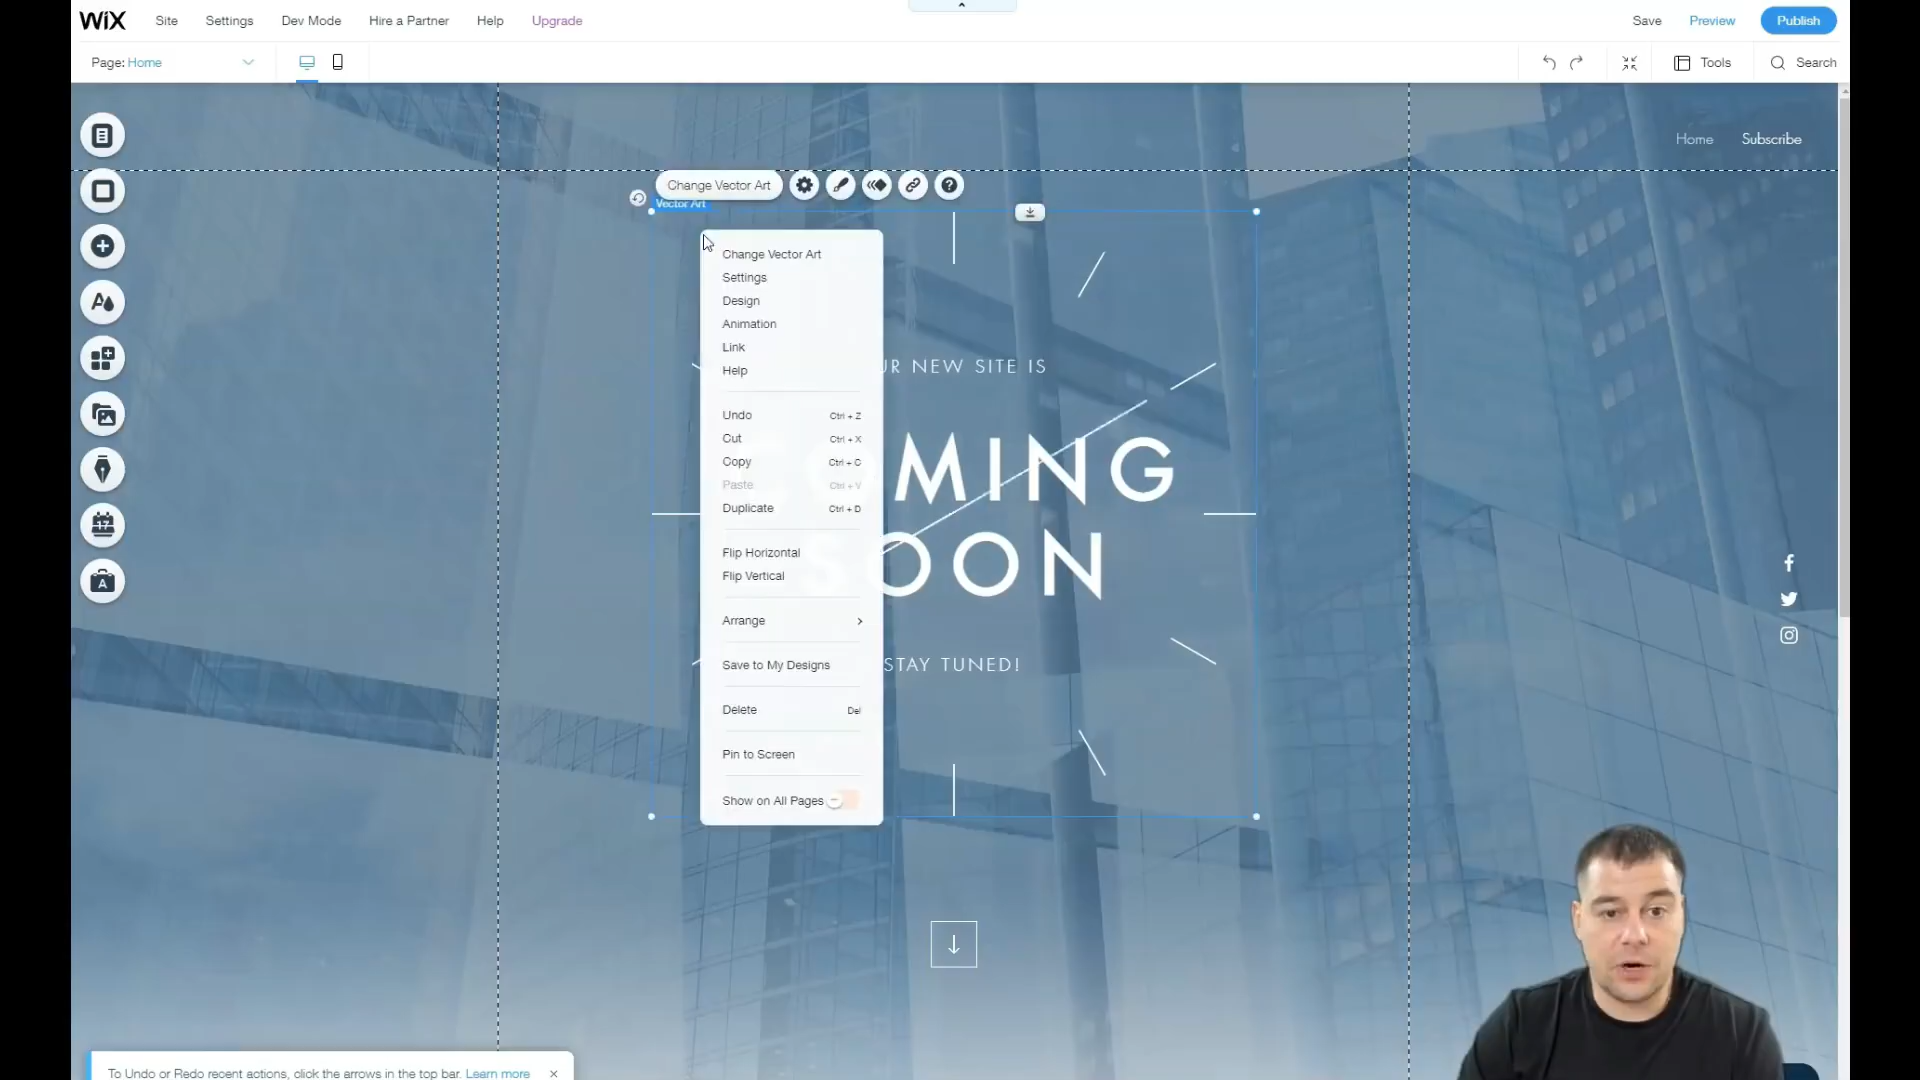 WiX Site Settings Dev Mode Hire a Partner Help Upgrade Save Preview Publish
Page: Home Tools Search
Home Subscribe
Change Vector Art
Vector Art
Change Vector Art
Settings
Design
Animation
Link
Help
Undo Ctrl + Z
Cut Ctrl + X
Copy Ctrl + C
Paste Ctrl + V
Duplicate Ctrl + D
Flip Horizontal
Flip Vertical
Arrange
Save to My Designs
Delete Del
Pin to Screen
Show on All Pages
UR NEW SITE IS
COMING
SOON
STAY TUNED!
17
A
To Undo or Redo recent actions, click the arrows in the top bar. Learn more